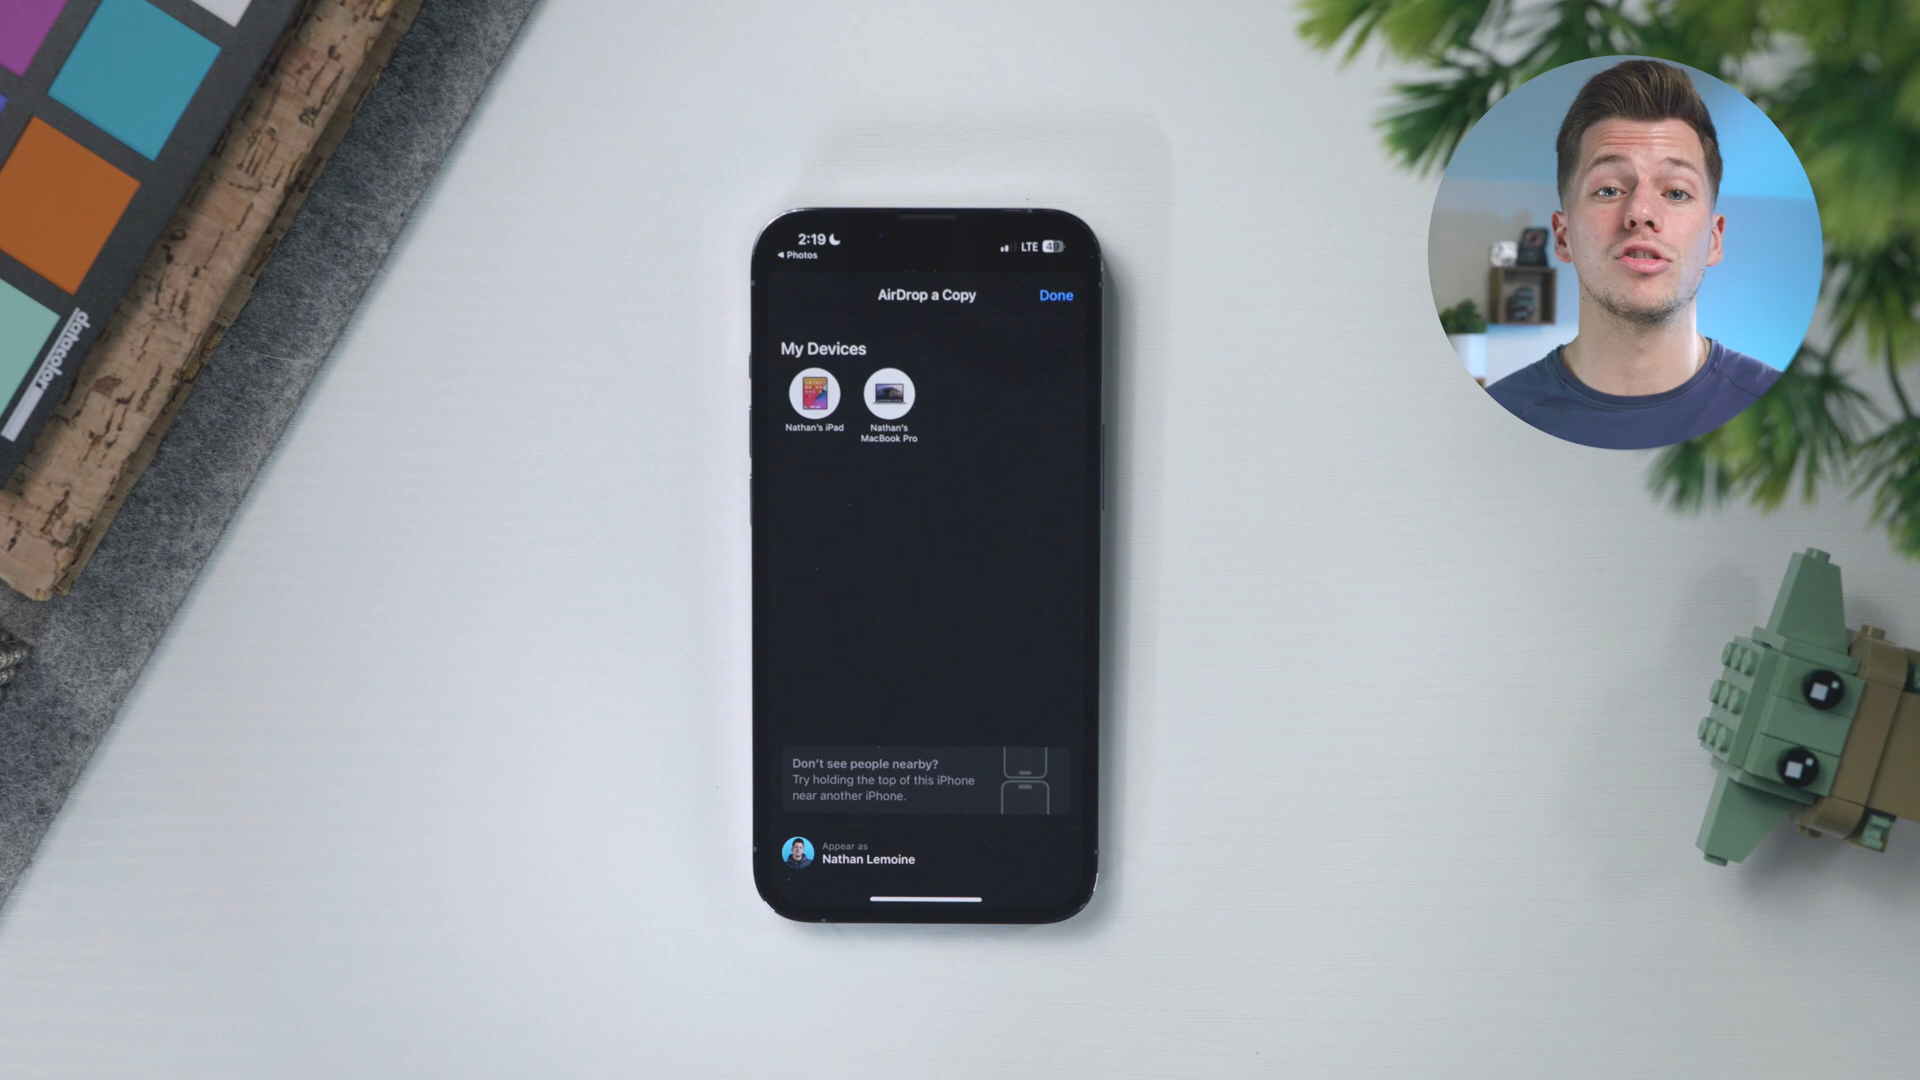 datacolor
2:19
LTE 49
Photos
AirDrop a Copy
Done
My Devices
Nathan's iPad
Nathan's
MacBook Pro
Don't see people nearby?
Try holding the top of this iPhone
near another iPhone.
Appear as
Nathan Lemoine